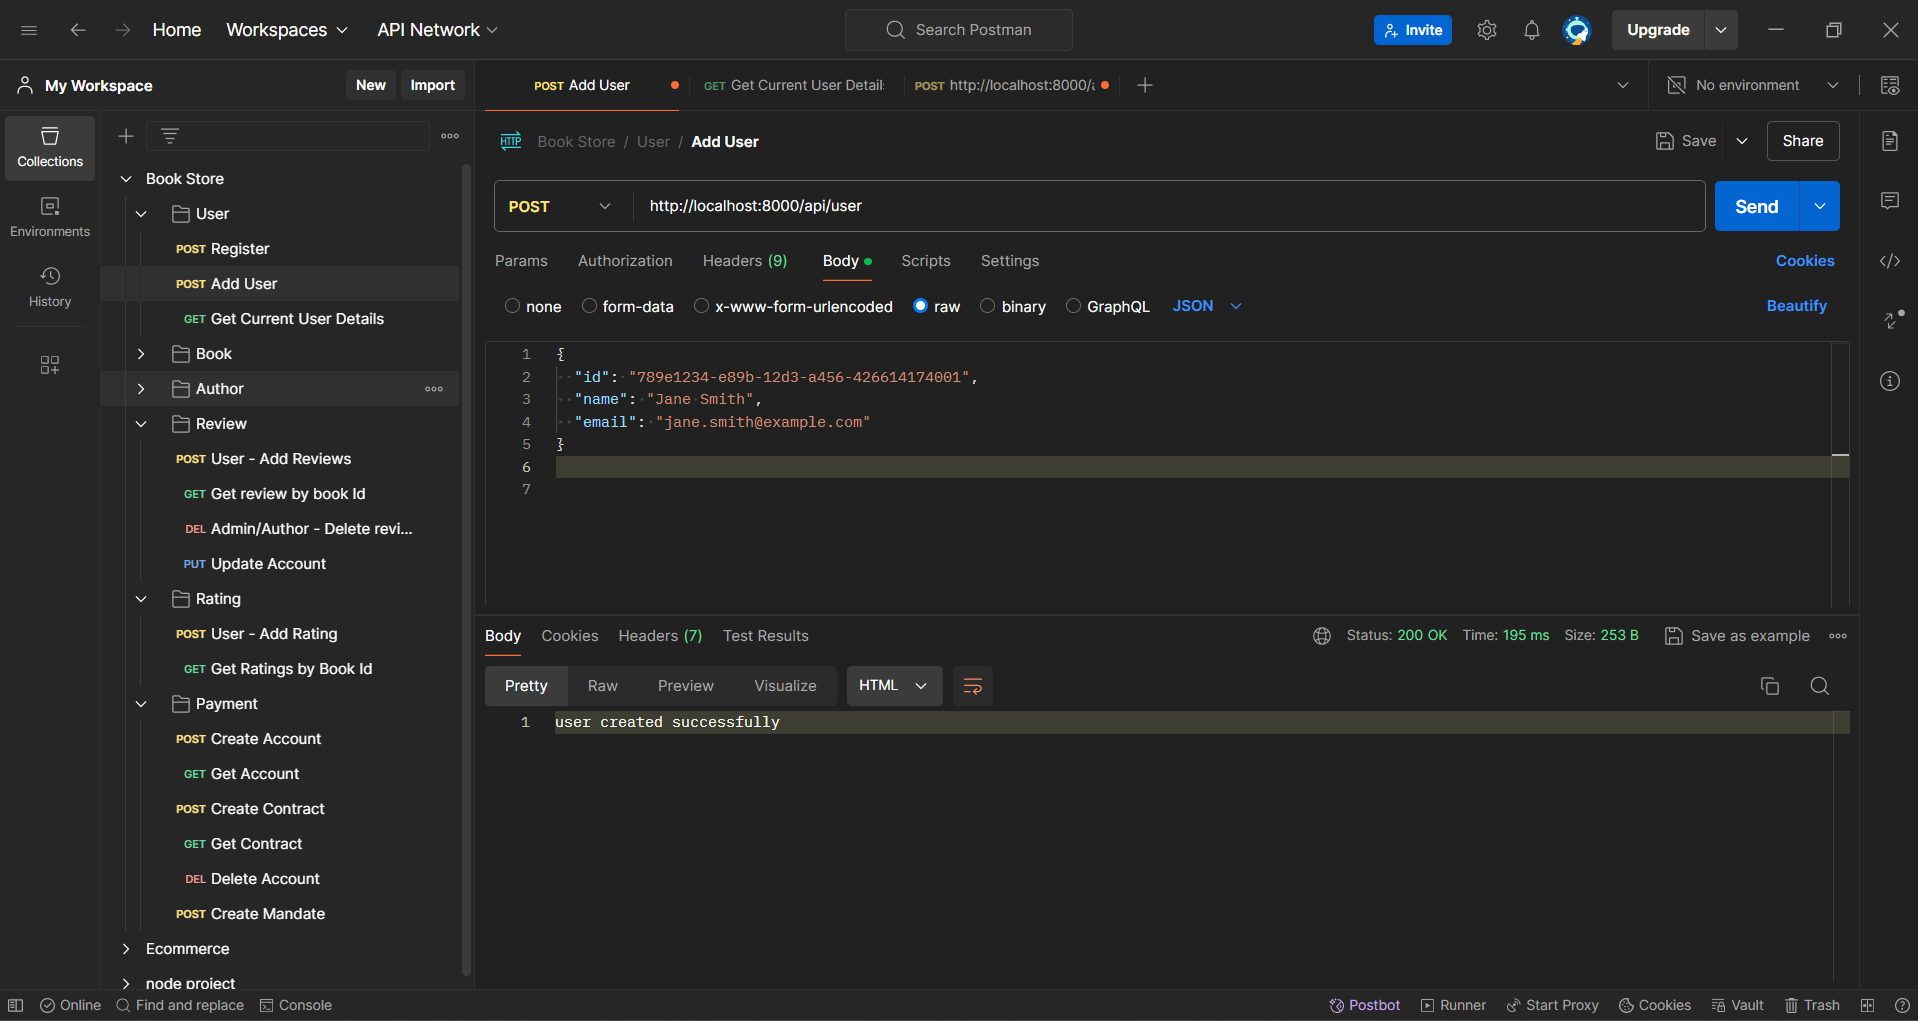 Home Workspaces API Network Search Postman Invite Upgrade
My Workspace New Import
POST Add User GET Get Current User Detail POST http://localhost:8000/ No environment
Collections
Environments
History
Book Store
User
POST Register
POST Add User
GET Get Current User Details
Book
Author
Review
POST User - Add Reviews
GET Get review by book Id
DEL Admin/Author - Delete revi...
PUT Update Account
Rating
POST User - Add Rating
GET Get Ratings by Book Id
Payment
POST Create Account
GET Get Account
POST Create Contract
GET Get Contract
DEL Delete Account
POST Create Mandate
Ecommerce
node project
HTTP Book Store / User / Add User Save Share
POST http://localhost:8000/api/user Send
Params Authorization Headers (9) Body Scripts Settings Cookies
none form-data x-www-form-urlencoded raw binary GraphQL JSON Beautify
1 {
2 "id": "789e1234-e89b-12d3-a456-426614174001",
3 "name": "Jane Smith",
4 "email": "jane.smith@example.com"
5 }
6
7
Body Cookies Headers (7) Test Results Status: 200 OK Time: 195 ms Size: 253 B Save as example
Pretty Raw Preview Visualize HTML
1 user created successfully
Online Find and replace Console Postbot Runner Start Proxy Cookies Vault Trash